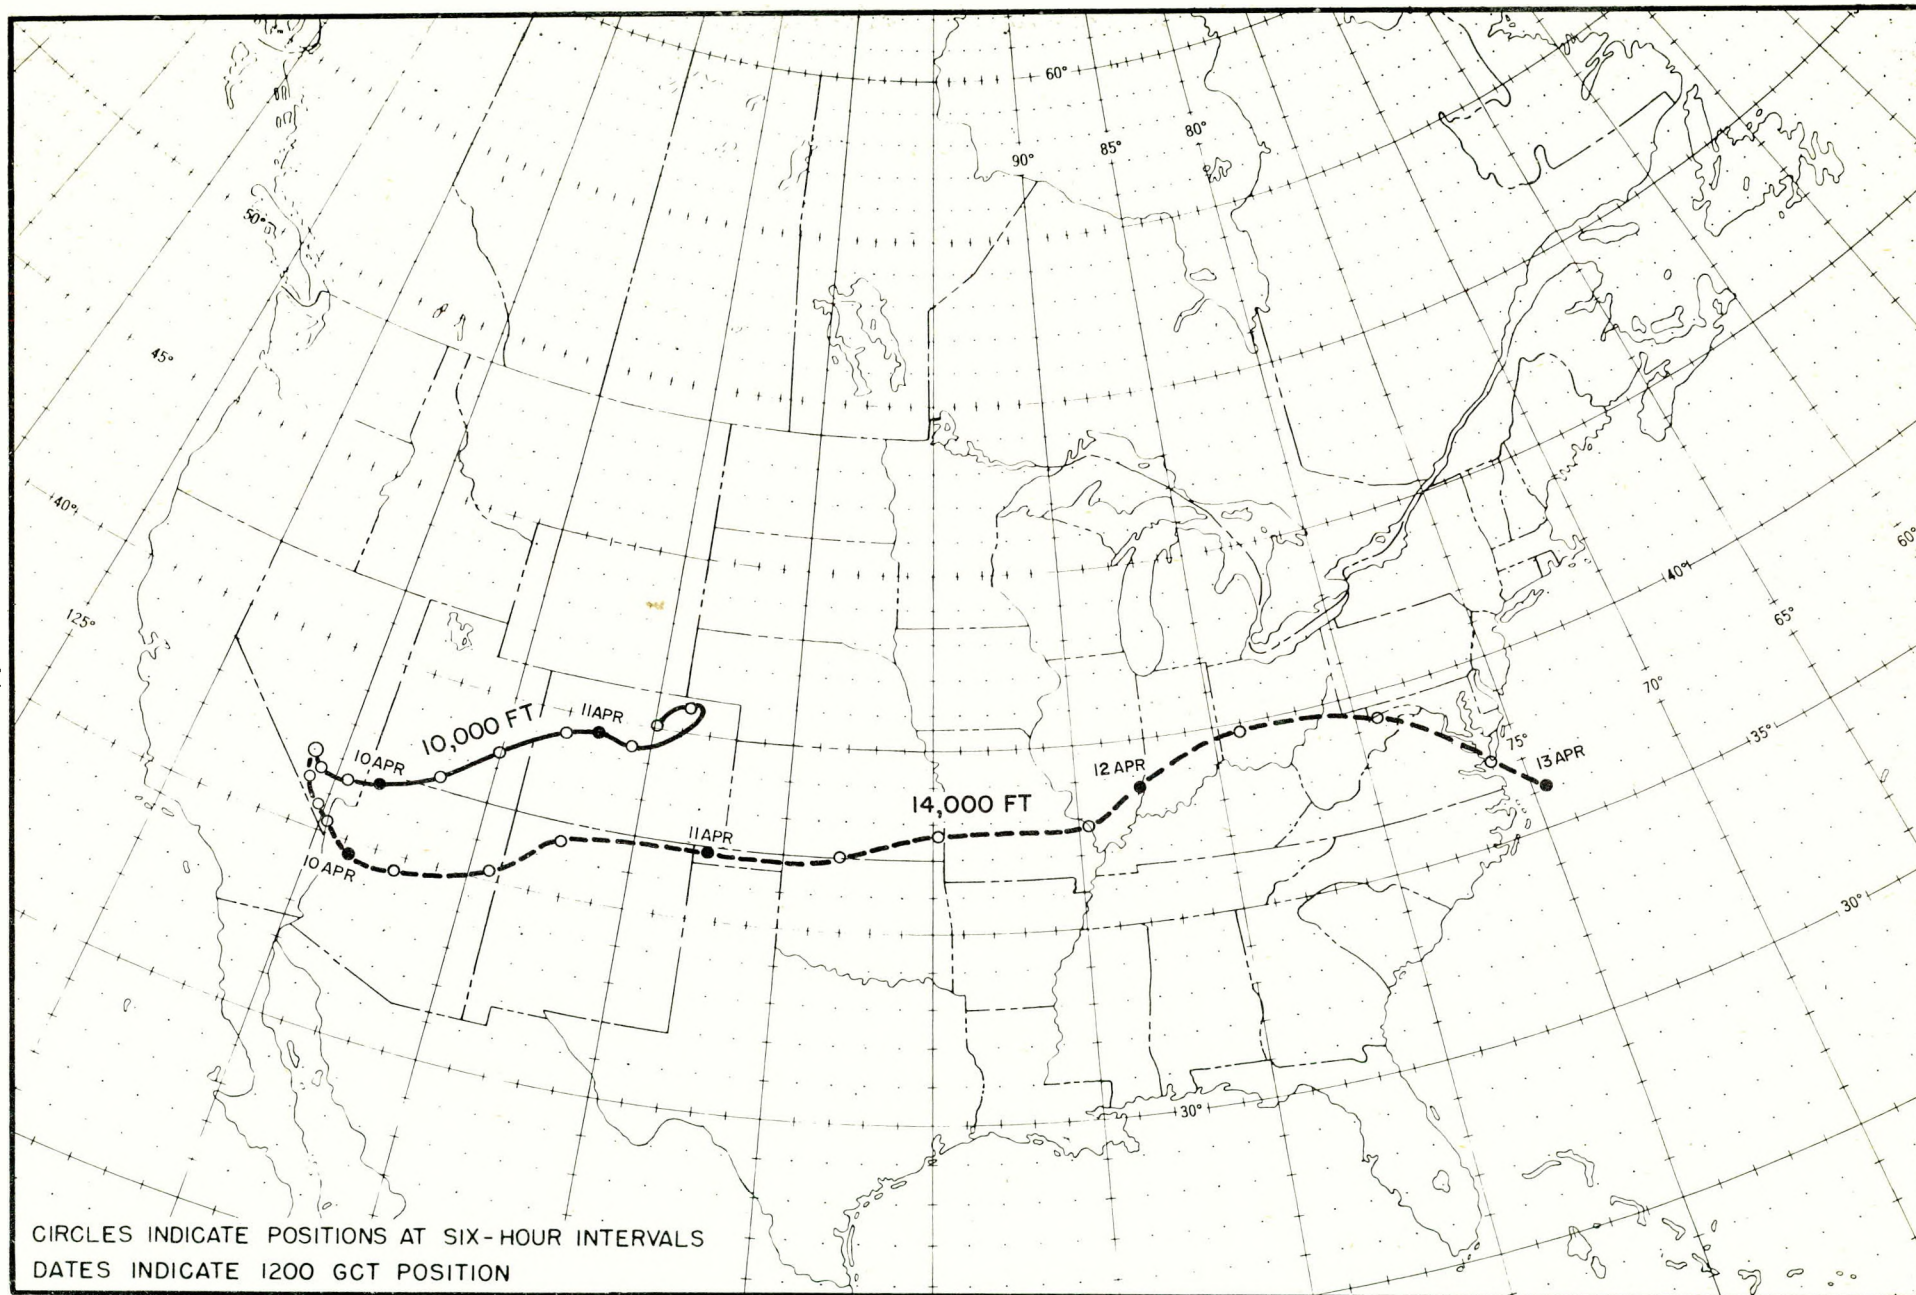 60°
80°
85°
90°
50°
45°
40°
60°
40°
125°
65°
70°
10,000 FT
11 APR
35°
75°
10 APR
13 APR
12 APR
14,000 FT
11 APR
10 APR
30°
30°
CIRCLES INDICATE POSITIONS AT SIX-HOUR INTERVALS
DATES INDICATE 1200 GCT POSITION